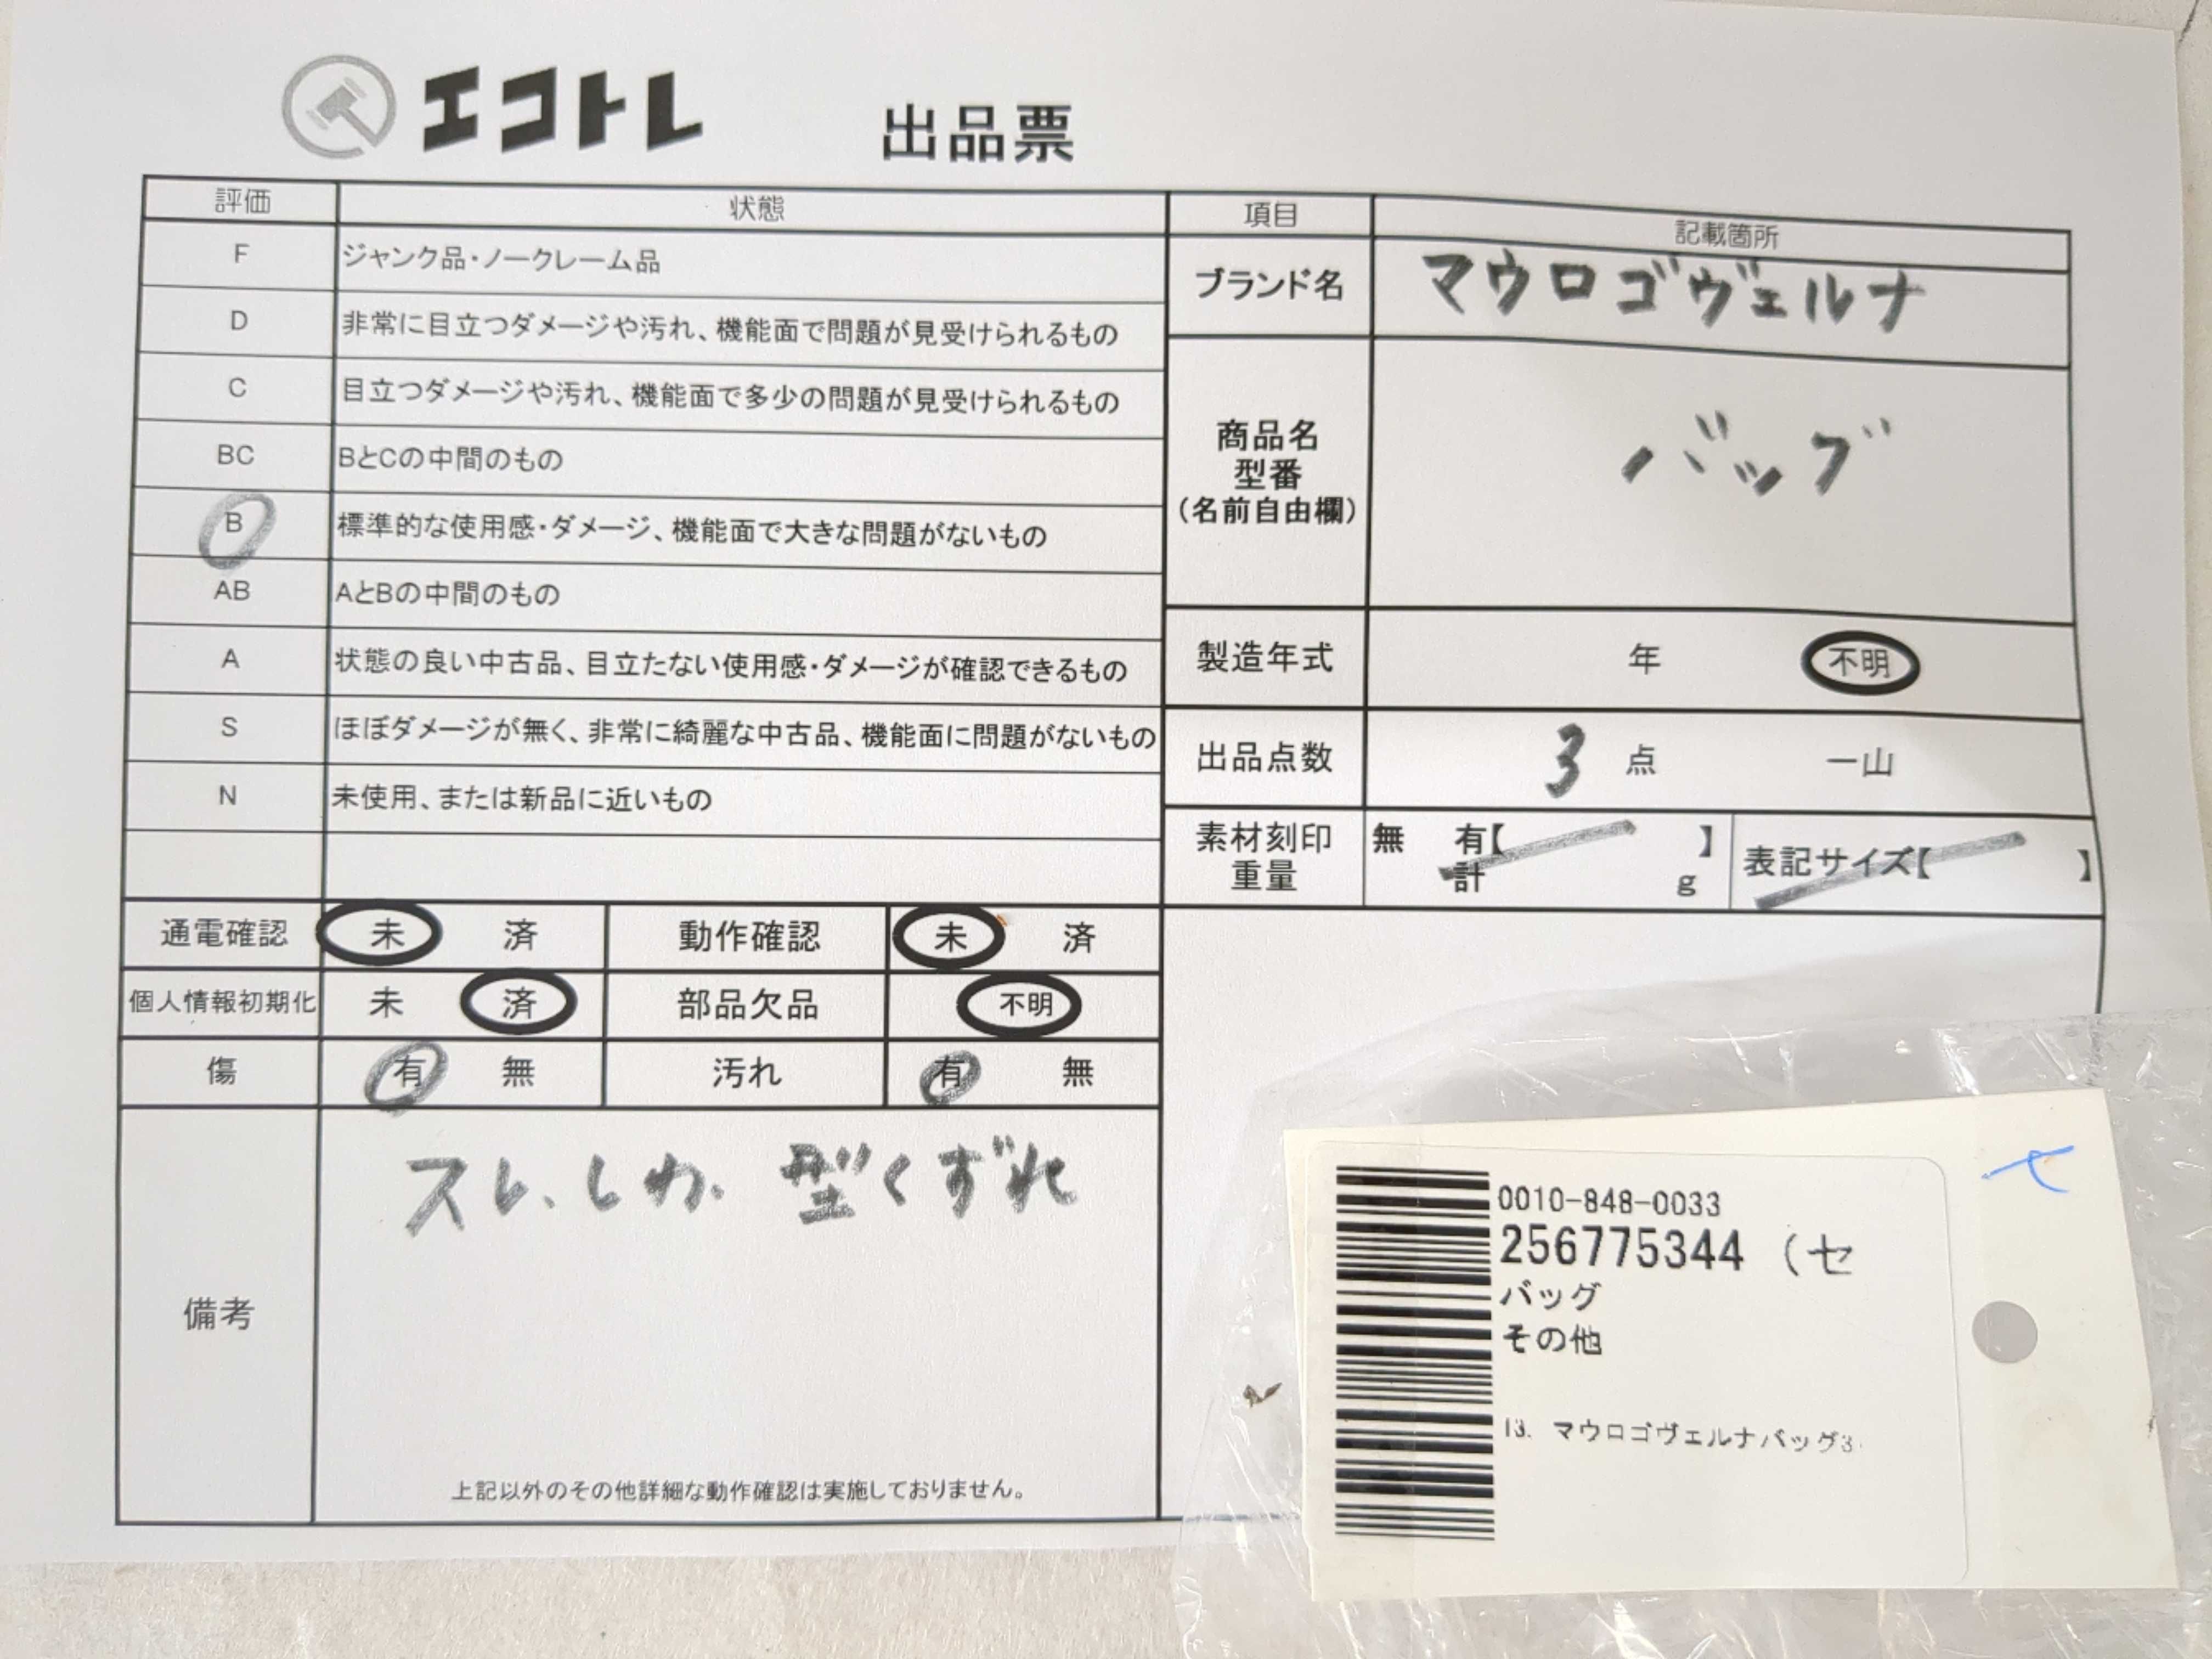 エコトレ 出品票
評価 状態
F ジャンク品・ノークレーム品
D 非常に目立つダメージや汚れ、機能面で問題が見受けられるもの
C 目立つダメージや汚れ、機能面で多少の問題が見受けられるもの
BC BとCの中間のもの
B 標準的な使用感・ダメージ、機能面で大きな問題がないもの
AB AとBの中間のもの
A 状態の良い中古品、目立たない使用感・ダメージが確認できるもの
S ほぼダメージが無く、非常に綺麗な中古品、機能面に問題がないもの
N 未使用、または新品に近いもの
通電確認 未 済 動作確認 未 済
個人情報初期化 未 済 部品欠品 不明
傷 有 無 汚れ 有 無
備考
スレ、しわ、型くずれ
上記以外のその他詳細な動作確認は実施しておりません。
項目 記載箇所
ブランド名 マウロゴヴェルナ
商品名
型番
(名前自由欄)
バッグ
製造年式 年 不明
出品点数 3 点 一山
素材刻印 無 有【 】
重量 計 g
表記サイズ【 】
0010-848-0033
256775344 (セ
バッグ
その他
13. マウロゴヴェルナバッグ3
セ